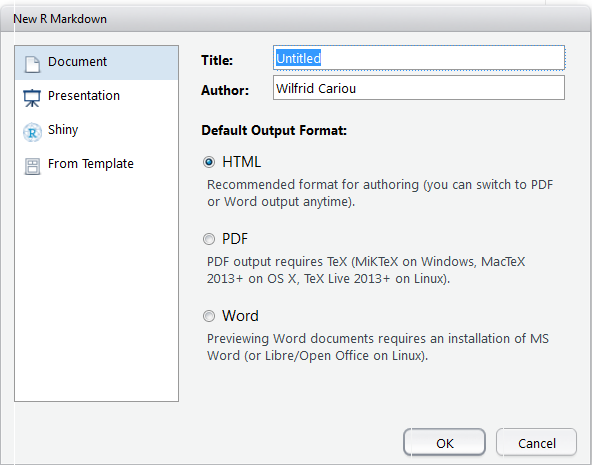 New R Markdown
Document
Presentation
Shiny
From Template
Title: Untitled
Author: Wilfrid Cariou
Default Output Format:
HTML
Recommended format for authoring (you can switch to PDF
or Word output anytime).
PDF
PDF output requires TeX (MiKTeX on Windows, MacTeX
2013+ on OS X, TeX Live 2013+ on Linux).
Word
Previewing Word documents requires an installation of MS
Word (or Libre/Open Office on Linux).
OK Cancel